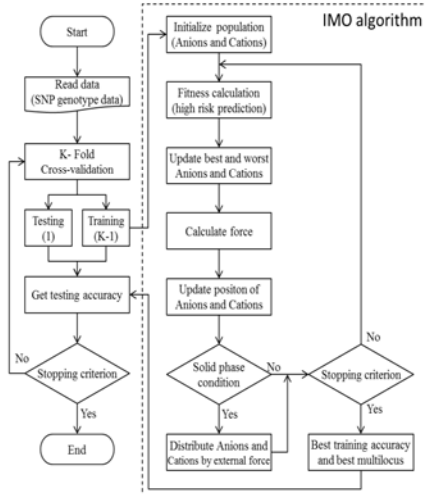 IMO algorithm
Start
Read data
(SNP genotype data)
K- Fold
Cross-validation
Testing
(1)
Training
(K-1)
Get testing accuracy
No
Stopping criterion
Yes
End
Initialize population
(Anions and Cations)
Fitness calculation
(high risk prediction)
Update best and worst
Anions and Cations
Calculate force
Update positon of
Anions and Cations
Solid phase
condition
No
Yes
Distribute Anions and
Cations by external force
No
Stopping criterion
Yes
Best training accuracy
and best multilocus